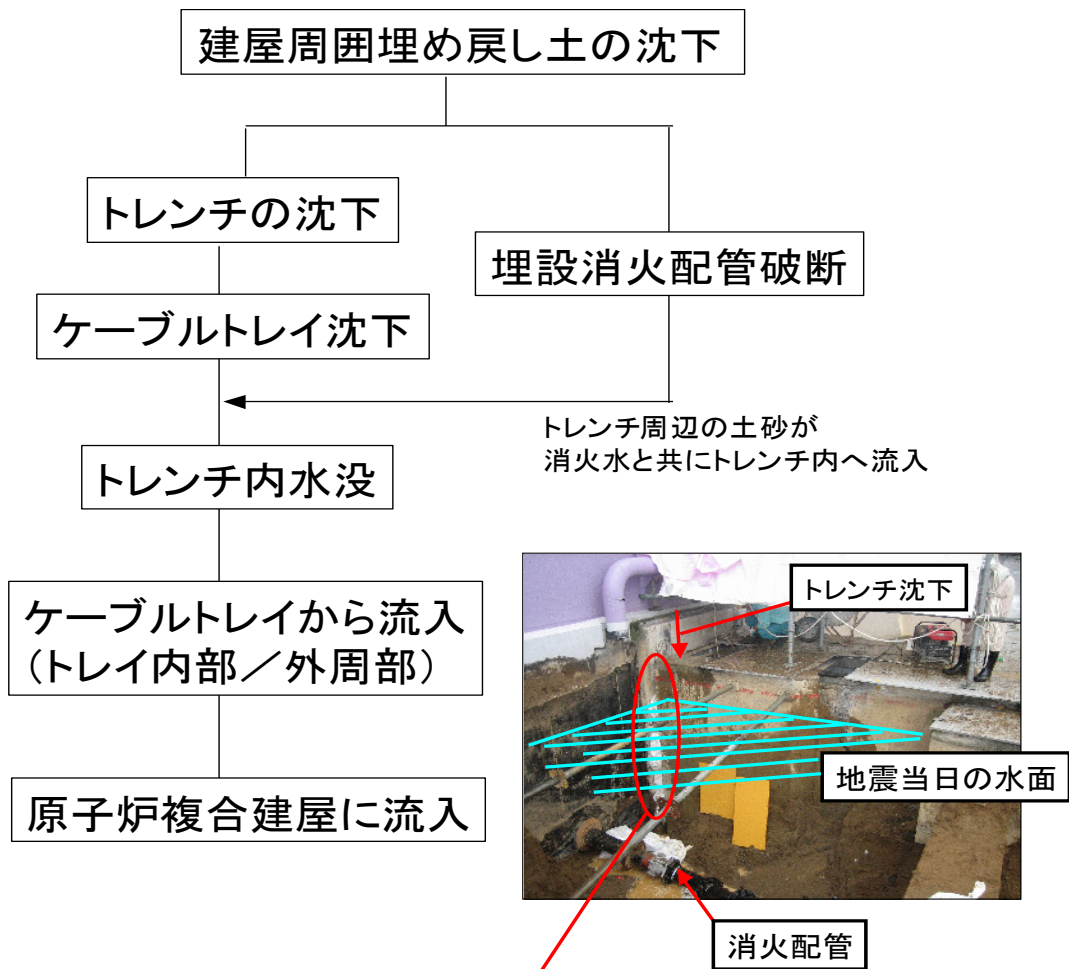 建屋周囲埋め戻し土の沈下
トレンチの沈下
埋設消火配管破断
ケーブルトレイ沈下
トレンチ周辺の土砂が
消火水と共にトレンチ内へ流入
トレンチ内水没
ケーブルトレイから流入
(トレイ内部／外周部)
原子炉複合建屋に流入
トレンチ沈下
地震当日の水面
消火配管